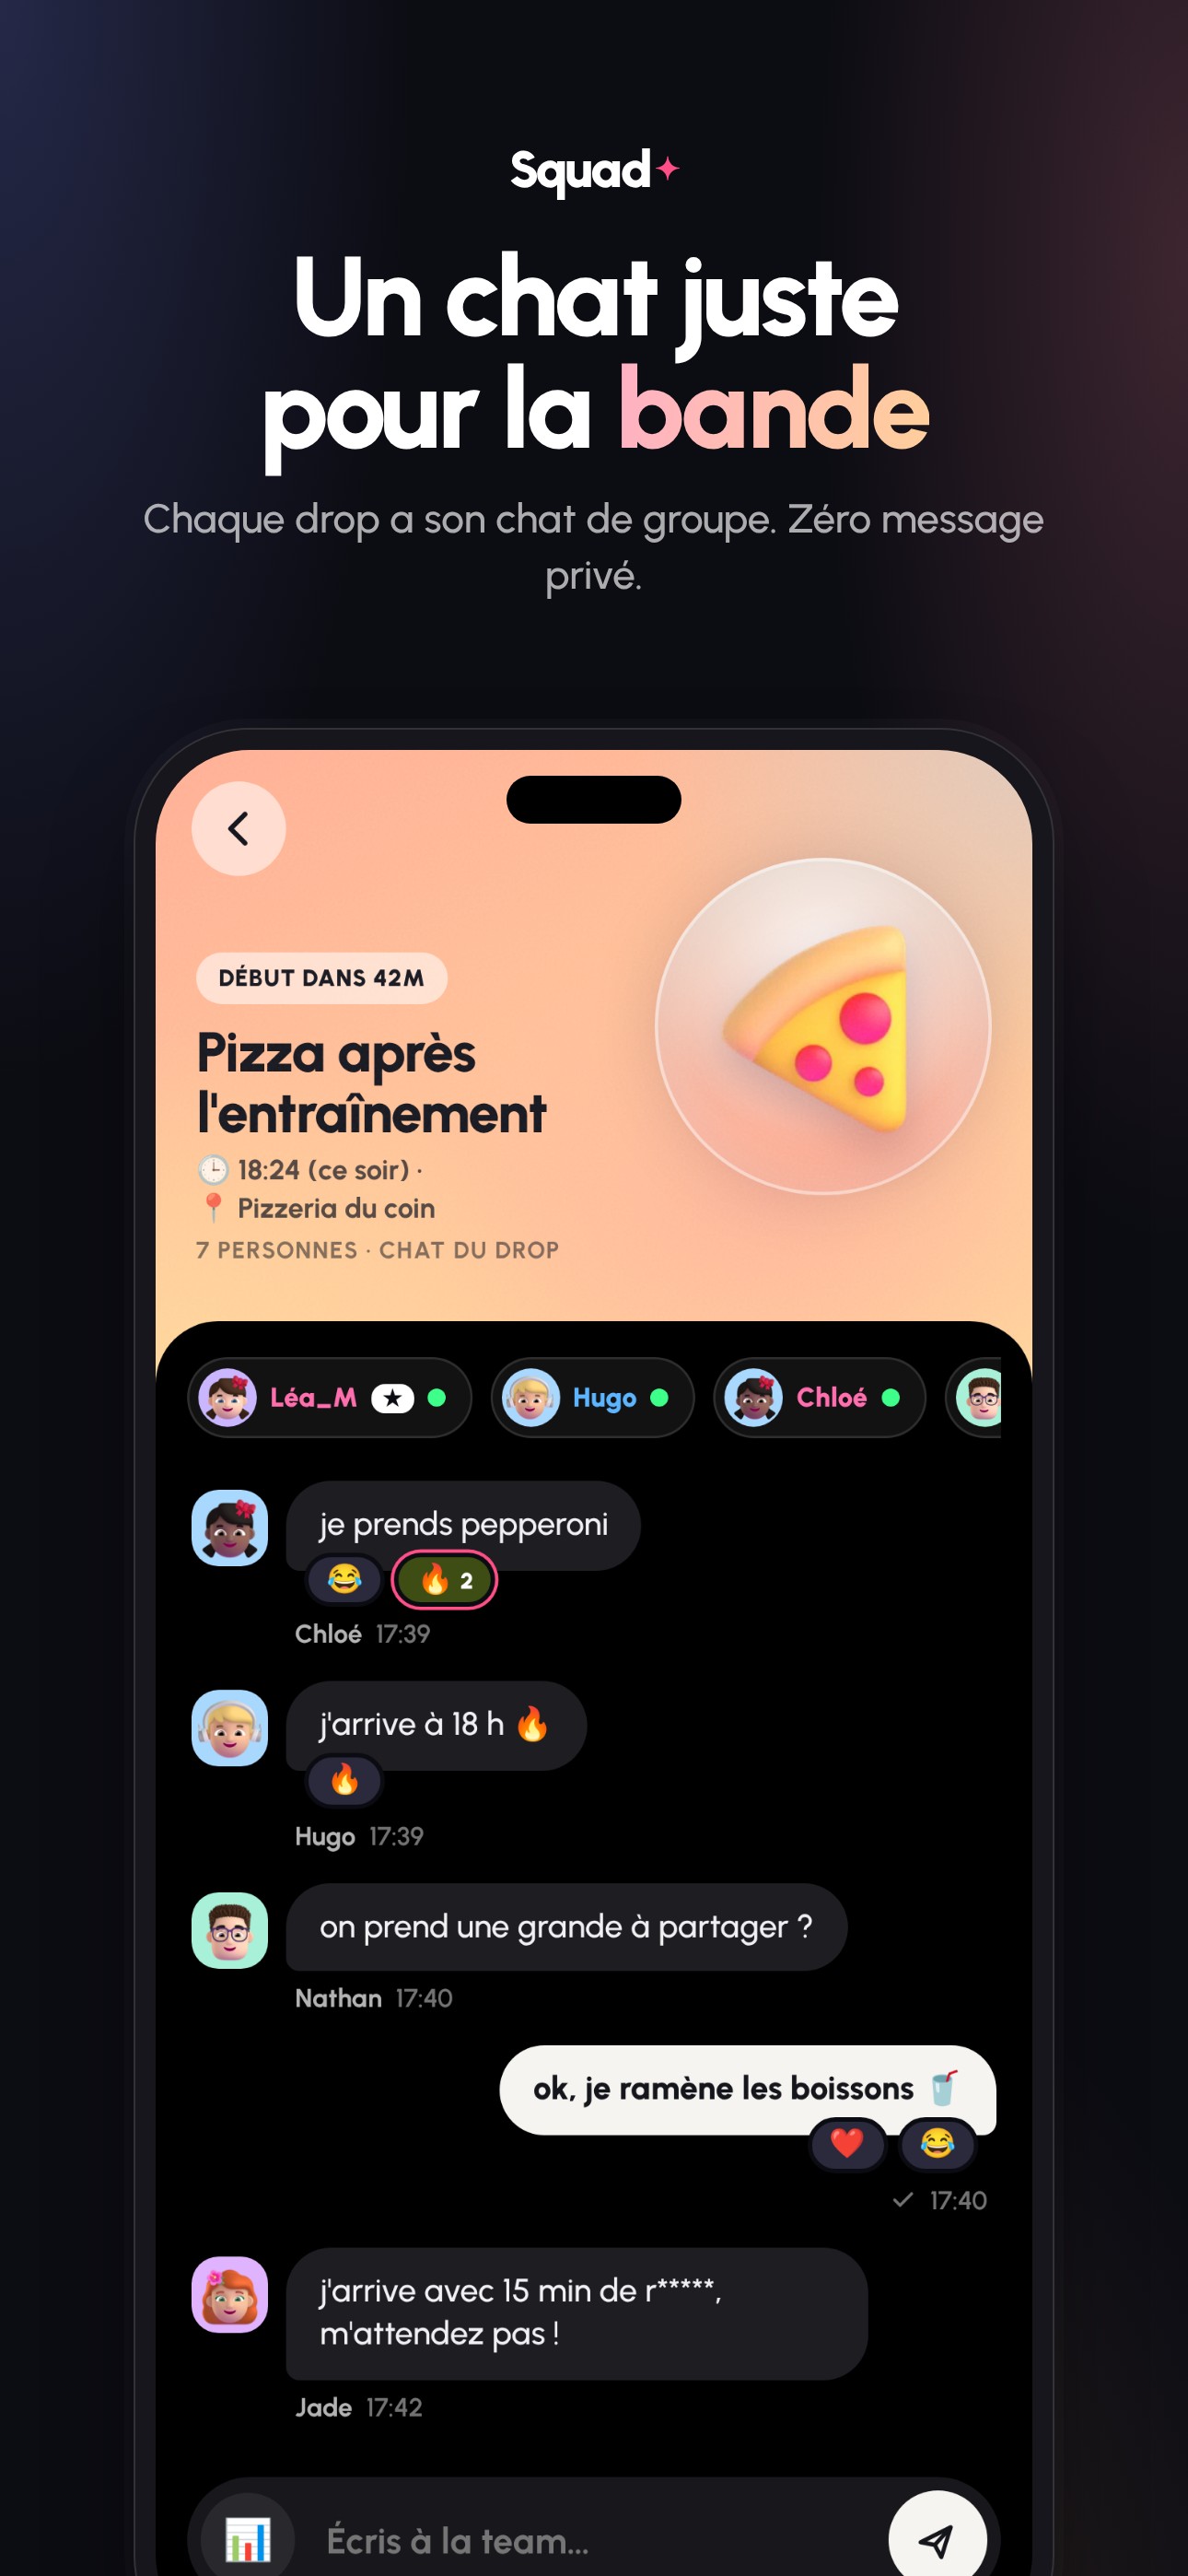 Squad
Un chat juste
pour la bande
Chaque drop a son chat de groupe. Zéro message
privé.
DÉBUT DANS 42M
Pizza après
l'entraînement
🕒 18:24 (ce soir) ·
📍 Pizzeria du coin
7 PERSONNES · CHAT DU DROP
Léa_M ★ Hugo Chloé
je prends pepperoni
😂 🔥 2
Chloé 17:39
j'arrive à 18 h 🔥
🔥
Hugo 17:39
on prend une grande à partager ?
Nathan 17:40
ok, je ramène les boissons 🥤
❤️ 😂
✓ 17:40
j'arrive avec 15 min de r*****,
m'attendez pas !
Jade 17:42
Écris à la team...